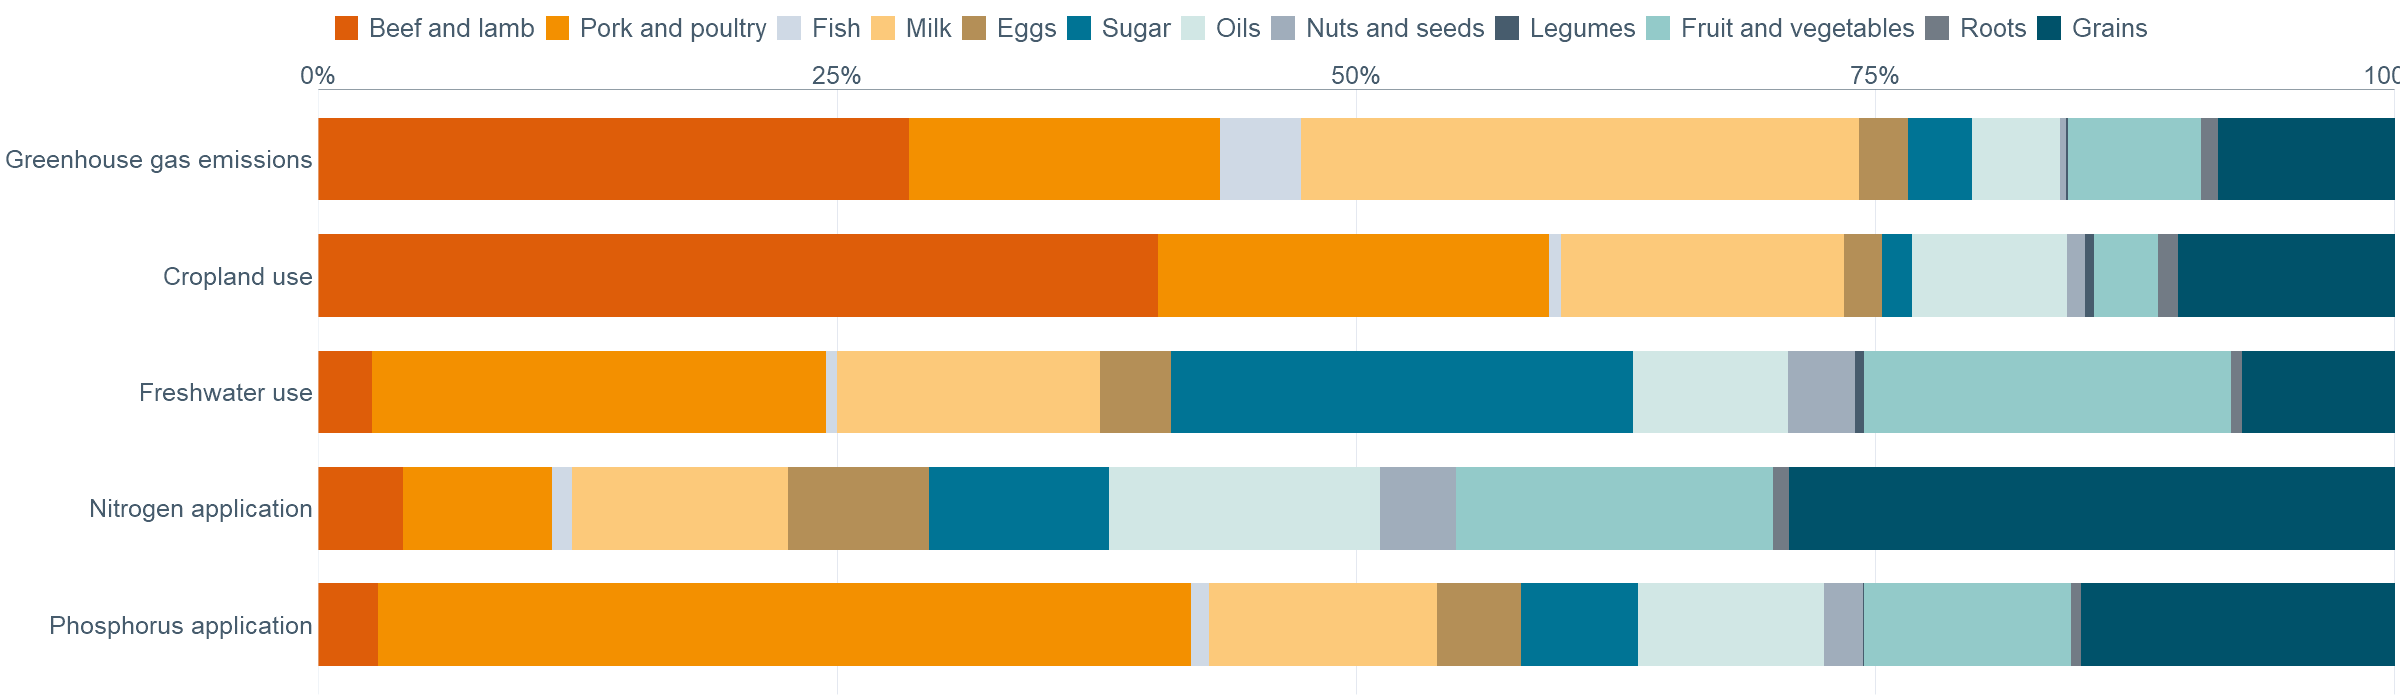 Beef and lamb Pork and poultry Fish Milk Eggs Sugar Oils Nuts and seeds Legumes Fruit and vegetables Roots Grains
0% 25% 50% 75% 100
Greenhouse gas emissions
Cropland use
Freshwater use
Nitrogen application
Phosphorus application